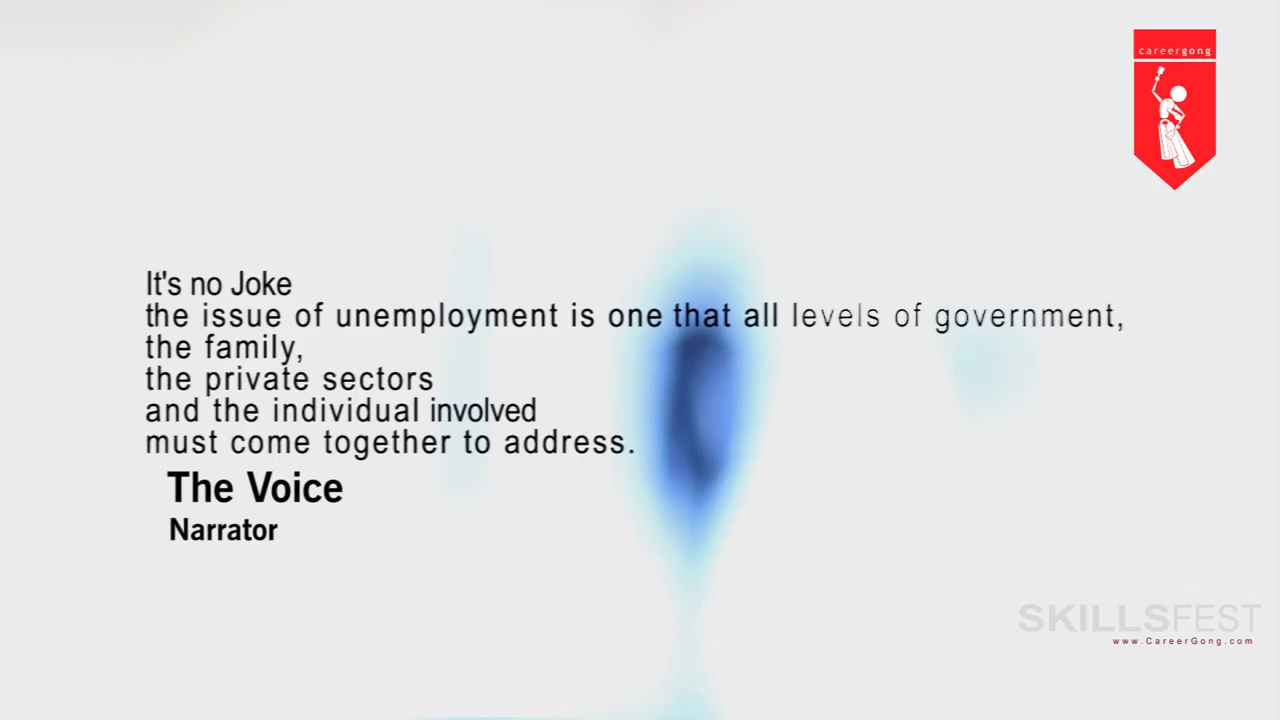 careergong
It's no Joke
the issue of unemployment is one that all levels of government,
the family,
the private sectors
and the individual involved
must come together to address.
The Voice
Narrator
SKILLSFEST
www.CareerGong.com